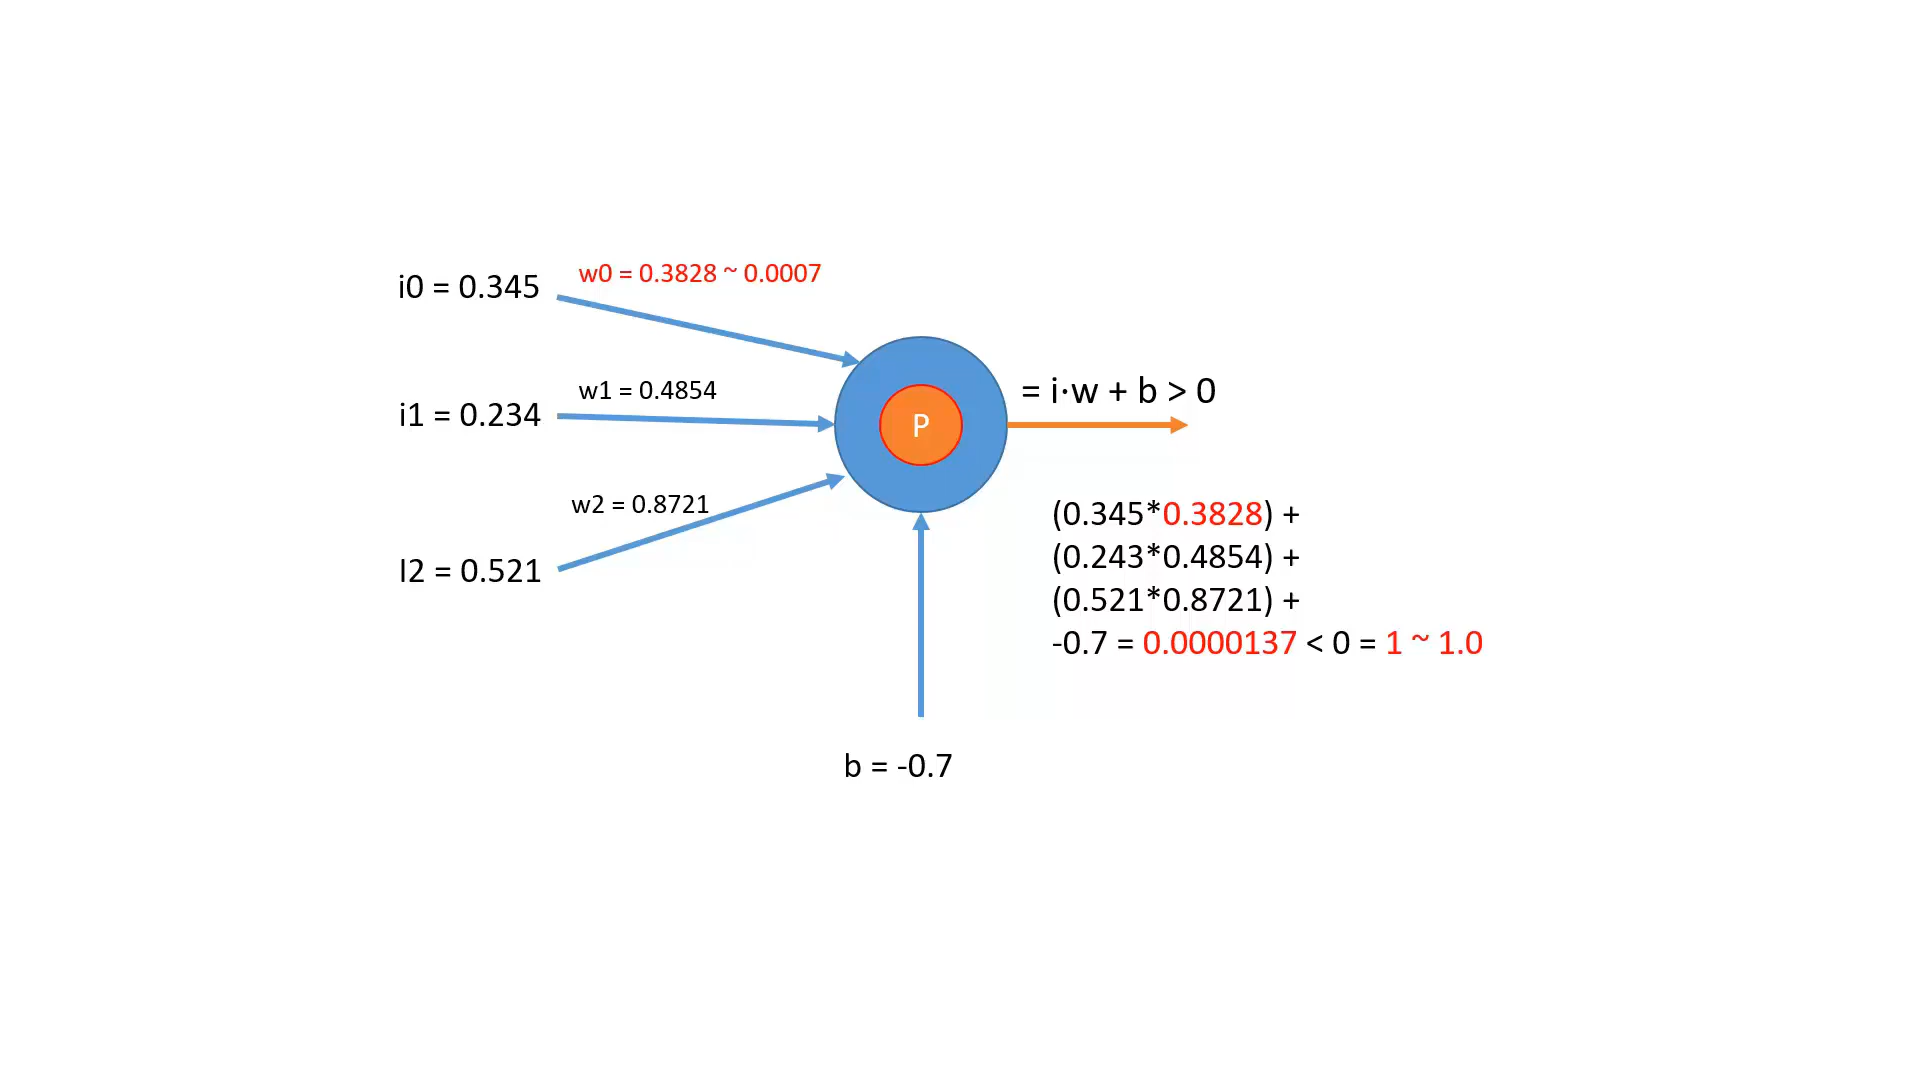 i0 = 0.345
w0 = 0.3828 ~ 0.0007
i1 = 0.234
w1 = 0.4854
I2 = 0.521
w2 = 0.8721
P
= i·w + b > 0
(0.345*0.3828) +
(0.243*0.4854) +
(0.521*0.8721) +
-0.7 = 0.0000137 < 0 = 1 ~ 1.0
b = -0.7